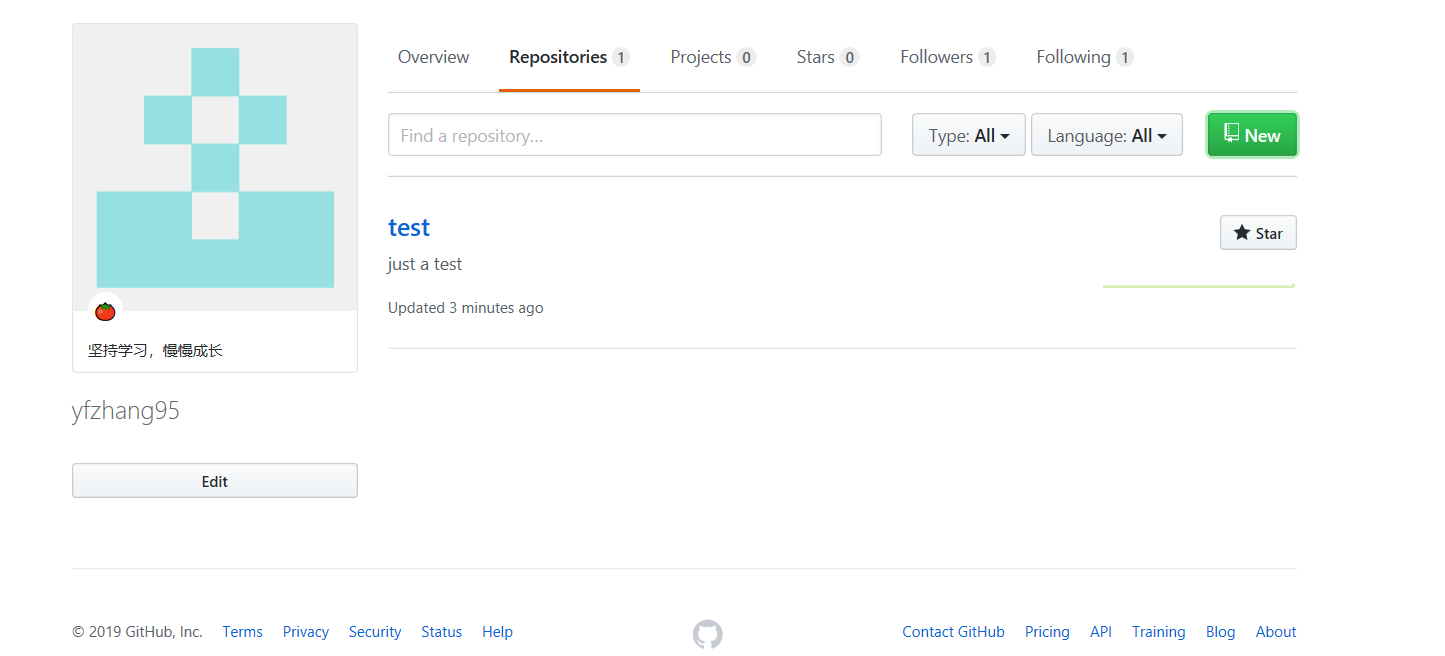 Overview Repositories 1 Projects 0 Stars 0 Followers 1 Following 1
Find a repository... Type: All Language: All New
test Star
just a test
Updated 3 minutes ago
坚持学习，慢慢成长
yfzhang95
Edit
© 2019 GitHub, Inc. Terms Privacy Security Status Help Contact GitHub Pricing API Training Blog About